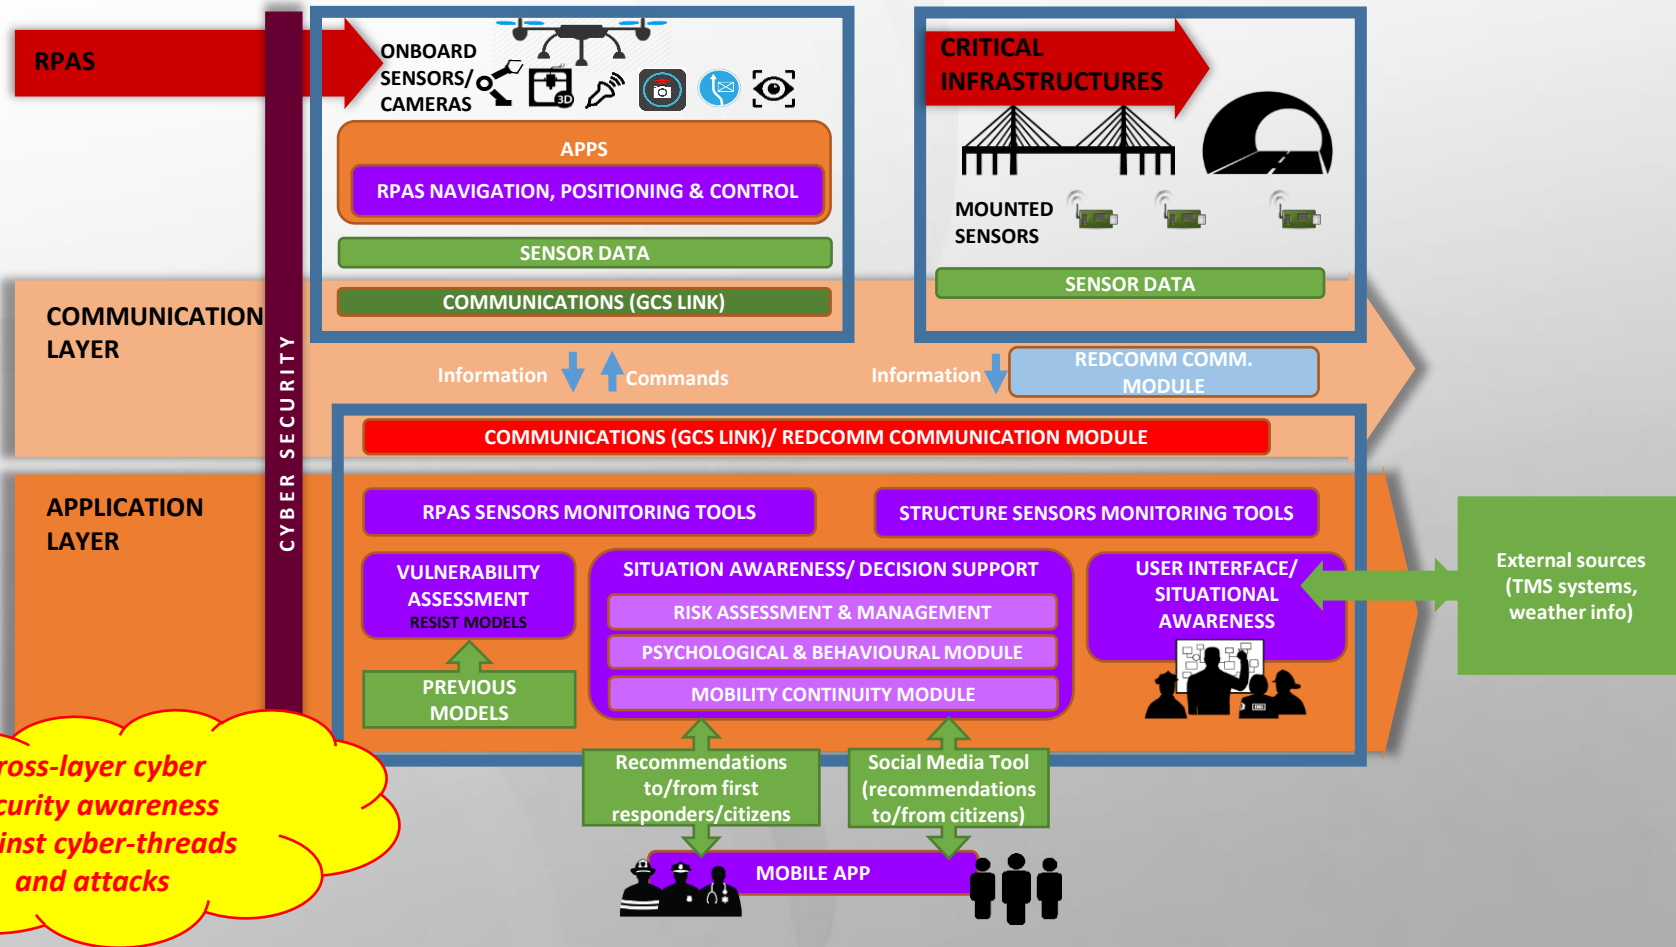 RPAS
ONBOARD
SENSORS/
CAMERAS
3D
APPS
RPAS NAVIGATION, POSITIONING & CONTROL
SENSOR DATA
COMMUNICATIONS (GCS LINK)
CRITICAL
INFRASTRUCTURES
MOUNTED
SENSORS
SENSOR DATA
COMMUNICATION
LAYER
CYBER SECURITY
Information
Commands
Information
REDCOMM COMM.
MODULE
COMMUNICATIONS (GCS LINK)/ REDCOMM COMMUNICATION MODULE
APPLICATION
LAYER
RPAS SENSORS MONITORING TOOLS
STRUCTURE SENSORS MONITORING TOOLS
VULNERABILITY
ASSESSMENT
RESIST MODELS
PREVIOUS
MODELS
SITUATION AWARENESS/ DECISION SUPPORT
RISK ASSESSMENT & MANAGEMENT
PSYCHOLOGICAL & BEHAVIOURAL MODULE
MOBILITY CONTINUITY MODULE
USER INTERFACE/
SITUATIONAL
AWARENESS
External sources
(TMS systems,
weather info)
ross-layer cyber
curity awareness
inst cyber-threads
and attacks
Recommendations
to/from first
responders/citizens
Social Media Tool
(recommendations
to/from citizens)
MOBILE APP